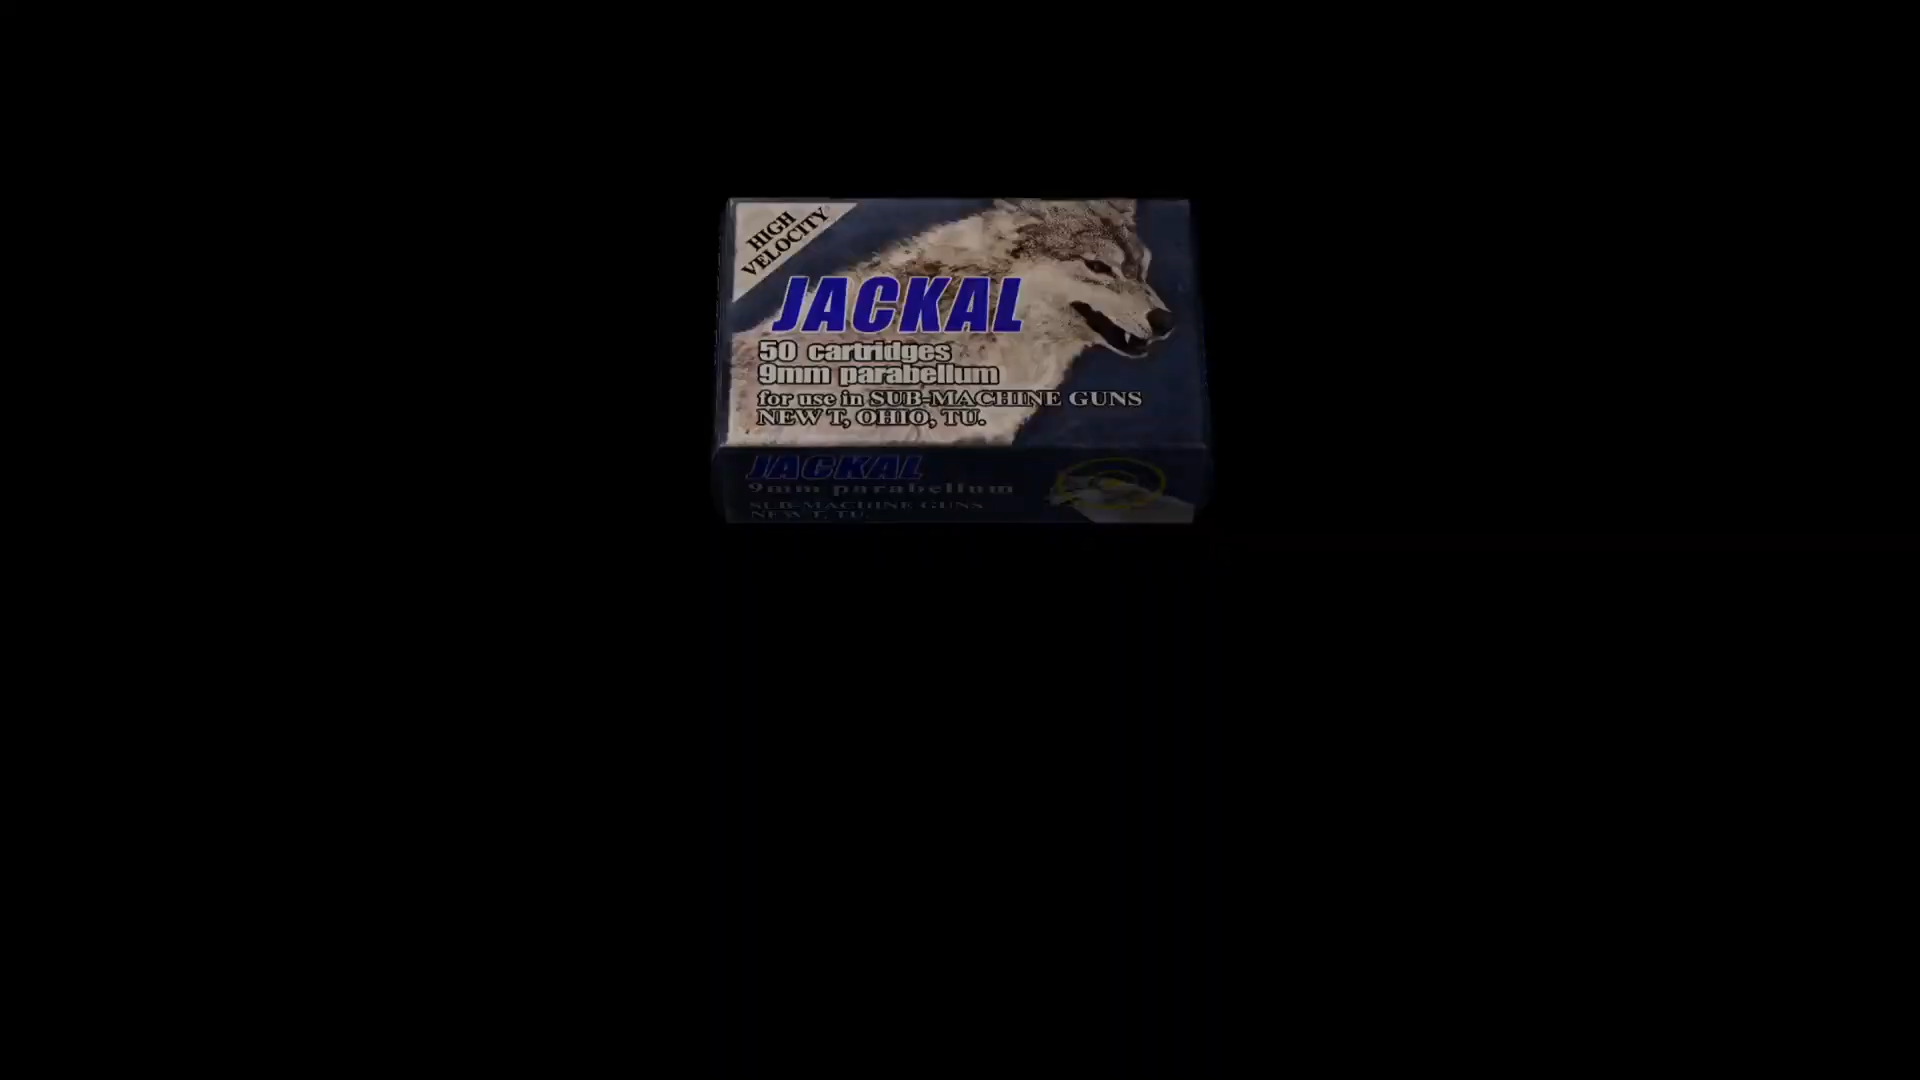 HIGH
VELOCITY
JACKAL
50 cartridges
9mm parabellum
for use in SUB-MACHINE GUNS
NEW T, OHIO, TU.
JACKAL
9mm parabellum
SUB-MACHINE GUNS
NEW T, TU.